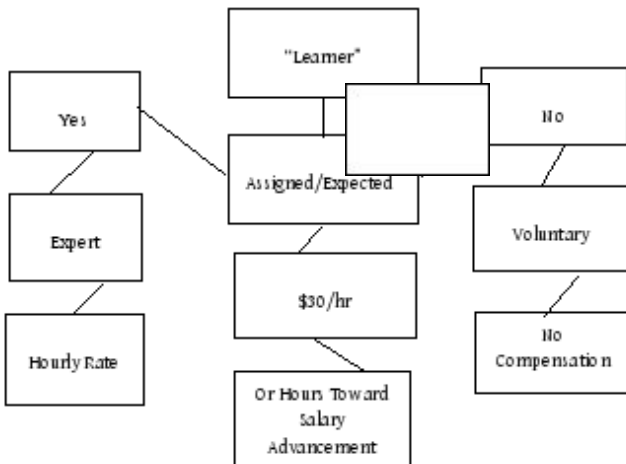 "Learner"
Yes
No
Assigned/Expected
Expert
Voluntary
$30/hr
Hourly Rate
No
Compensation
Or Hours Toward
Salary
Advancement